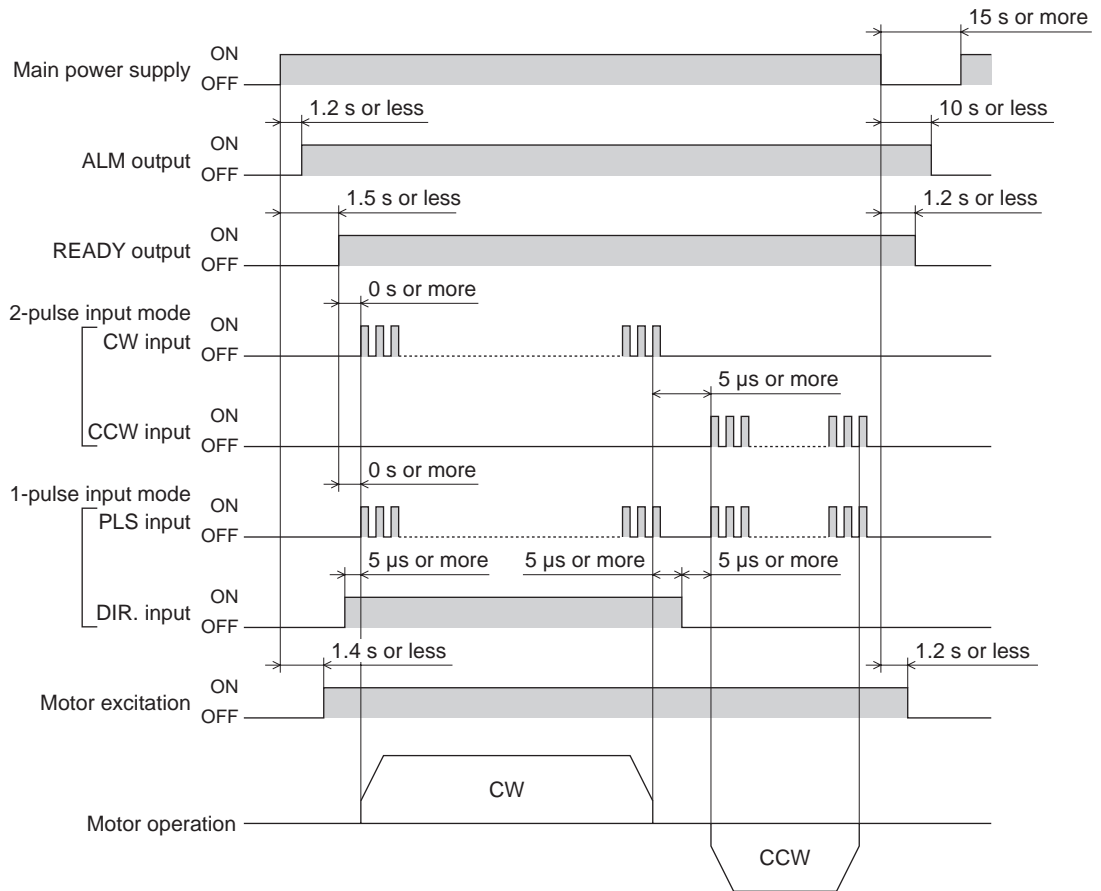 15 s or more
Main power supply
ON
OFF
1.2 s or less
10 s or less
ALM output
ON
OFF
1.5 s or less
1.2 s or less
READY output
ON
OFF
0 s or more
2-pulse input mode
CW input
ON
OFF
5 µs or more
CCW input
ON
OFF
0 s or more
1-pulse input mode
PLS input
ON
OFF
5 µs or more
5 µs or more
5 µs or more
DIR. input
ON
OFF
1.4 s or less
1.2 s or less
Motor excitation
ON
OFF
CW
Motor operation
CCW